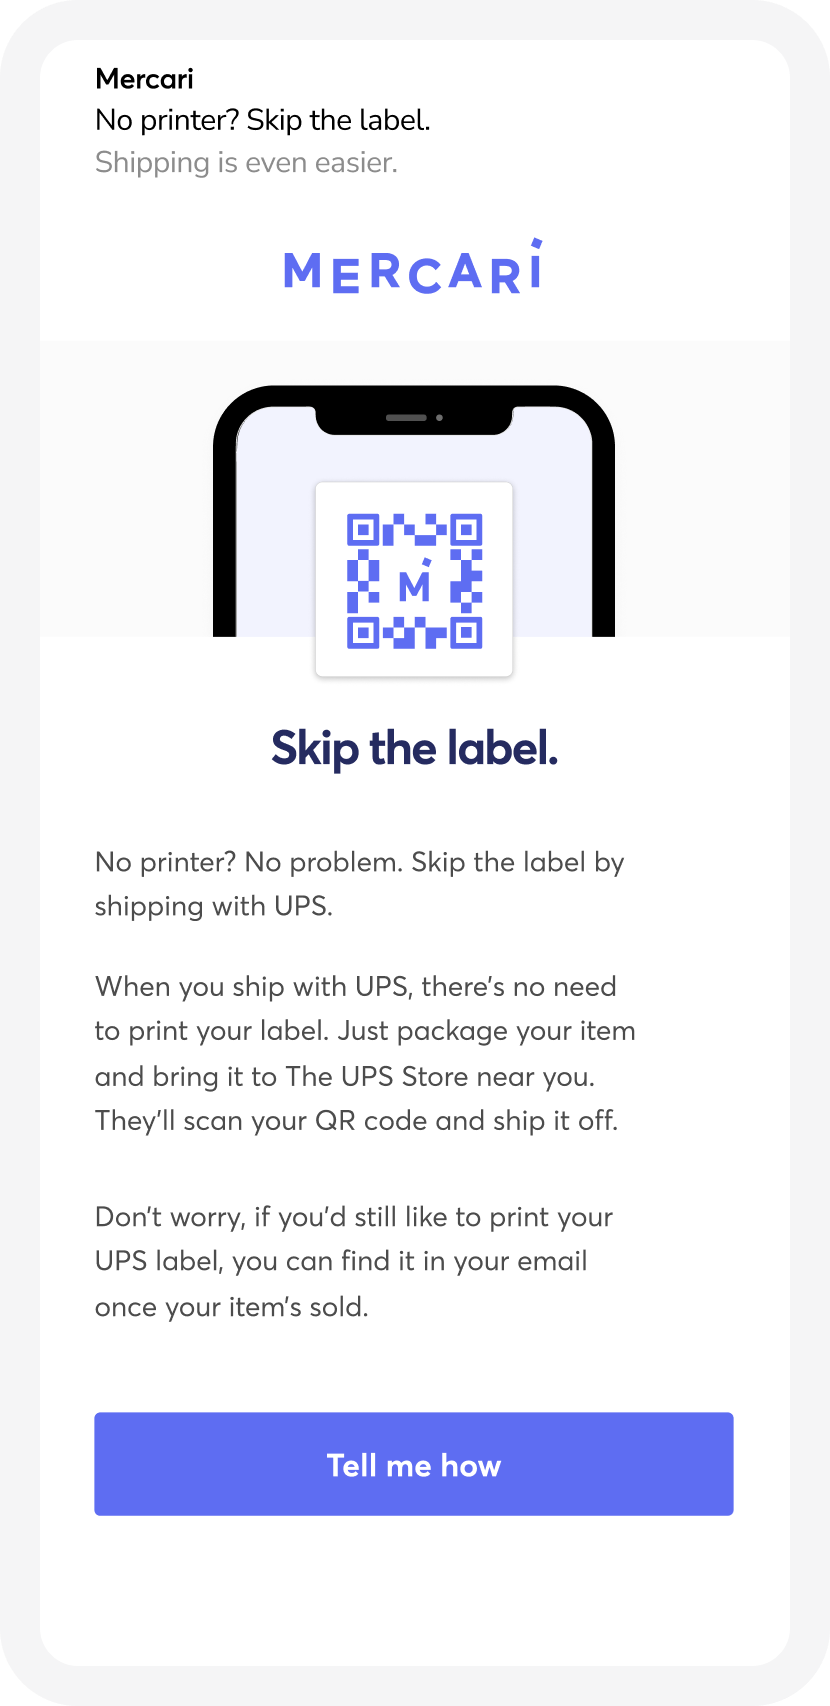 Mercari
No printer? Skip the label.
Shipping is even easier.
MERCARI
M
Skip the label.
No printer? No problem. Skip the label by
shipping with UPS.
When you ship with UPS, there’s no need
to print your label. Just package your item
and bring it to The UPS Store near you.
They’ll scan your QR code and ship it off.
Don’t worry, if you’d still like to print your
UPS label, you can find it in your email
once your item’s sold.
Tell me how